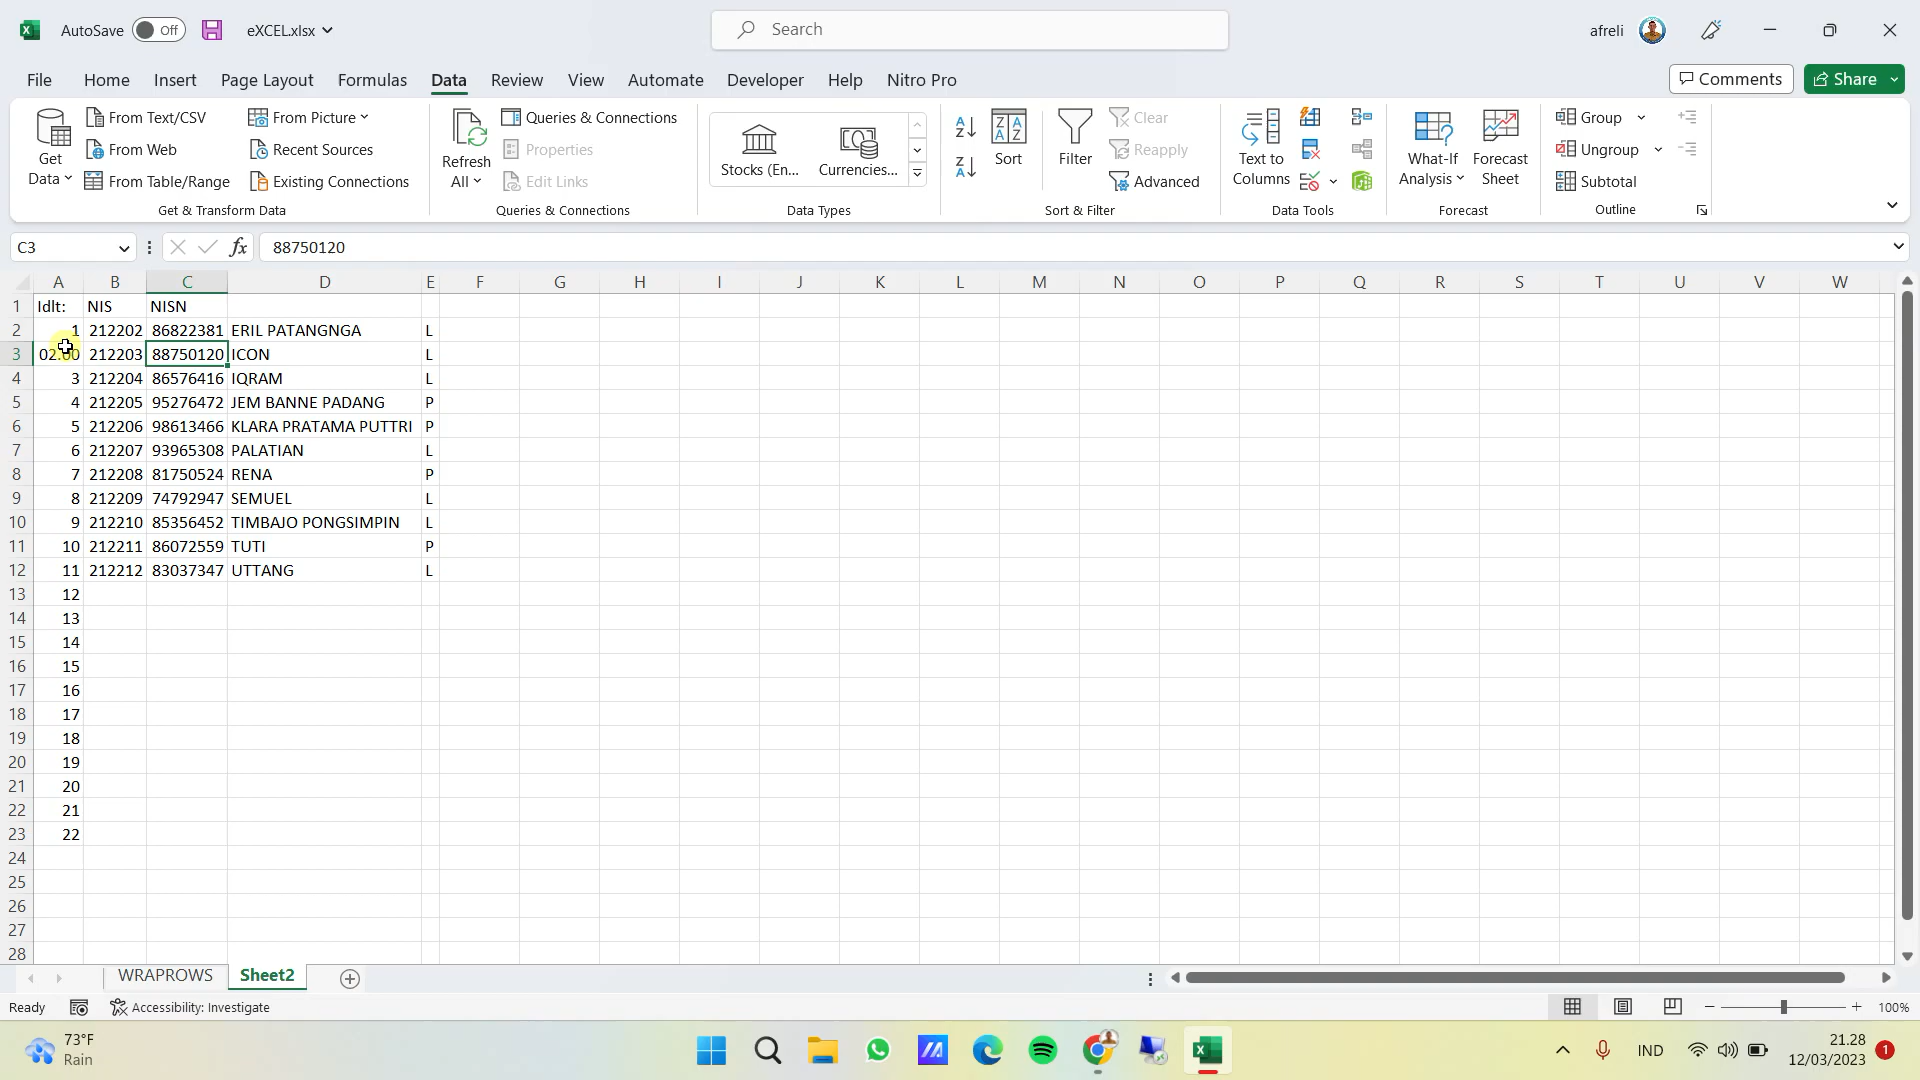 AutoSave Off eXCEL.xlsx Search afreli
File Home Insert Page Layout Formulas Data Review View Automate Developer Help Nitro Pro Comments Share
Get Data From Text/CSV From Web From Table/Range From Picture Recent Sources Existing Connections
Get & Transform Data
Refresh All Queries & Connections Properties Edit Links
Queries & Connections
Stocks (En... Currencies...
Data Types
Sort Filter Clear Reapply Advanced
Sort & Filter
Text to Columns
Data Tools
What-If Analysis Forecast Sheet
Forecast
Group Ungroup Subtotal
Outline
C3 fx 88750120
A B C D E F G H I J K L M N O P Q R S T U V W
1 Idlt: NIS NISN
2 1 212202 86822381 ERIL PATANGNGA L
3 02.00 212203 88750120 ICON L
4 3 212204 86576416 IQRAM L
5 4 212205 95276472 JEM BANNE PADANG P
6 5 212206 98613466 KLARA PRATAMA PUTTRI P
7 6 212207 93965308 PALATIAN L
8 7 212208 81750524 RENA P
9 8 212209 74792947 SEMUEL L
10 9 212210 85356452 TIMBAJO PONGSIMPIN L
11 10 212211 86072559 TUTI P
12 11 212212 83037347 UTTANG L
13 12
14 13
15 14
16 15
17 16
18 17
19 18
20 19
21 20
22 21
23 22
24
25
26
27
28
WRAPROWS Sheet2
Ready Accessibility: Investigate 100%
73°F
Rain
IND
21.28
12/03/2023 1